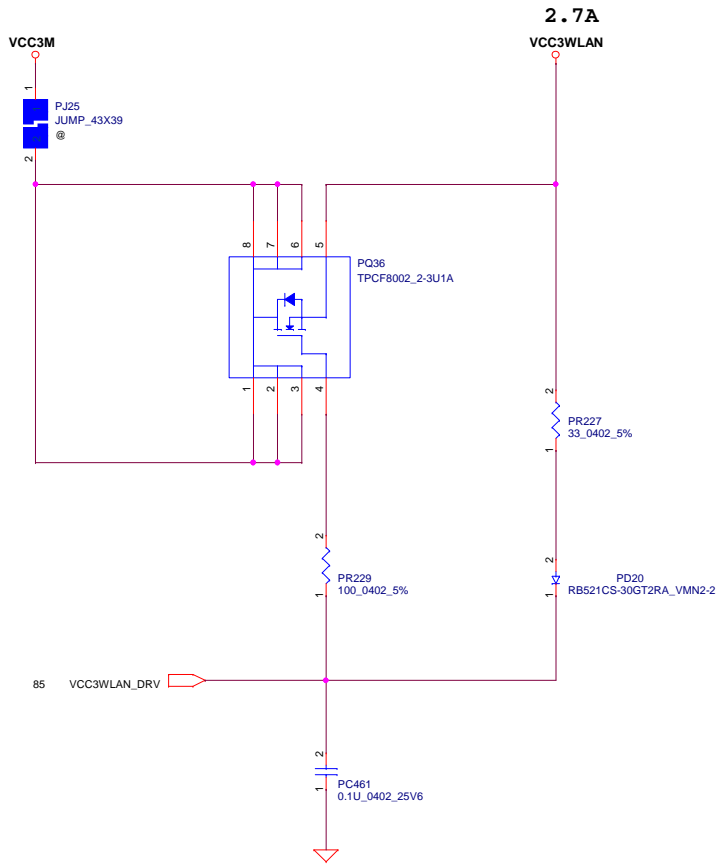 2.7A
VCC3M
VCC3WLAN
1
PJ25
JUMP_43X39
@
2
8
7
6
5
PQ36
TPCF8002_2-3U1A
1
2
3
4
2
PR227
33_0402_5%
1
2
PR229
100_0402_5%
1
2
PD20
RB521CS-30GT2RA_VMN2-2
1
85
VCC3WLAN_DRV
2
PC461
0.1U_0402_25V6
1